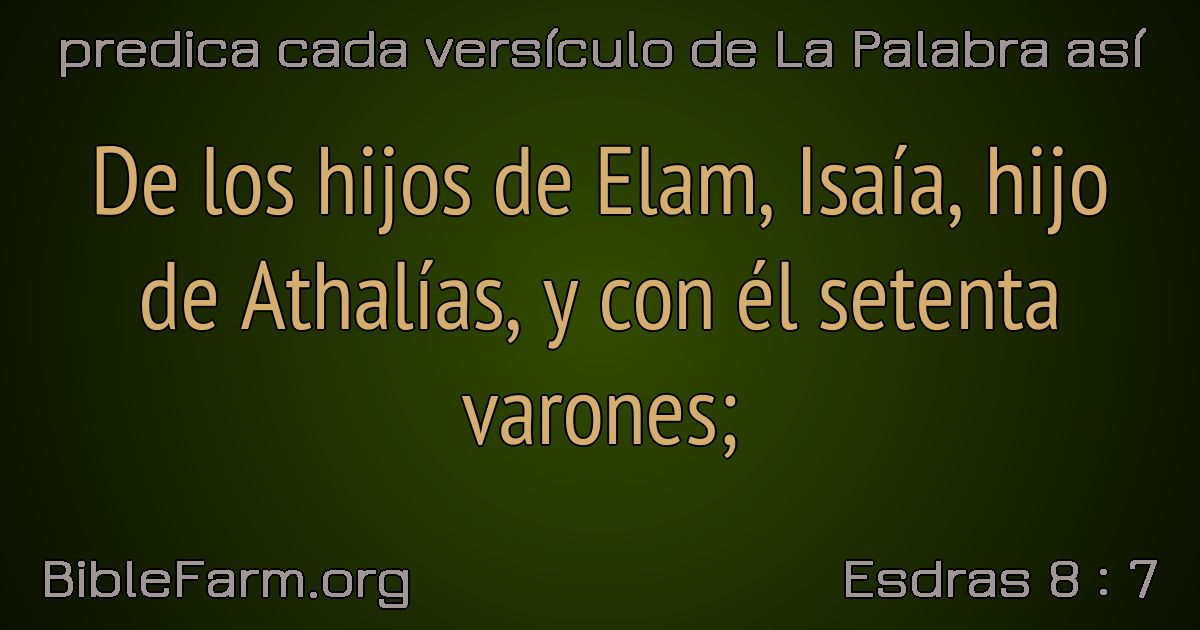 predica cada versículo de La Palabra así
De los hijos de Elam, Isaía, hijo
de Athalías, y con él setenta
varones;
BibleFarm.org
Esdras 8 : 7